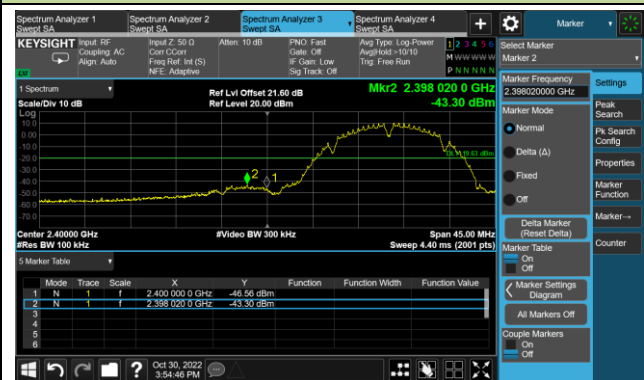 Spectrum Analyzer 1
Swept SA
Spectrum Analyzer 2
Swept SA
Spectrum Analyzer 3
Swept SA
Spectrum Analyzer 4
Swept SA
+
Marker
KEYSIGHT
Input: RF
Coupling: AC
Align: Auto
Input Z: 50 Ω
Corr CCorr
Freq Ref: Int (S)
NFE: Adaptive
Atten: 10 dB
PNO: Fast
Gate: Off
IF Gain: Low
Sig Track: Off
Avg Type: Log-Power
Avg|Hold:>10/10
Trig: Free Run
1 2 3 4 5 6
M W W W W W
P N N N N N
Select Marker
Marker 2
1 Spectrum
Scale/Div 10 dB
Ref Lvl Offset 21.60 dB
Ref Level 20.00 dBm
Mkr2 2.398 020 0 GHz
-43.30 dBm
Log
10.0
0.00
-10.0
-20.0
-30.0
-40.0
-50.0
-60.0
-70.0
DL1 -19.63 dBm
2
1
Center 2.40000 GHz
#Res BW 100 kHz
#Video BW 300 kHz
Span 45.00 MHz
Sweep 4.40 ms (2001 pts)
5 Marker Table
Mode Trace Scale X Y Function Function Width Function Value
1 N 1 f 2.400 000 0 GHz -46.56 dBm
2 N 1 f 2.398 020 0 GHz -43.30 dBm
3
4
5
6
Marker Frequency
2.398020000 GHz
Marker Mode
Normal
Delta (Δ)
Fixed
Off
Delta Marker
(Reset Delta)
Marker Table
On
Off
Marker Settings
Diagram
All Markers Off
Couple Markers
On
Off
Settings
Peak
Search
Pk Search
Config
Properties
Marker
Function
Marker→
Counter
?
Oct 30, 2022
3:54:46 PM